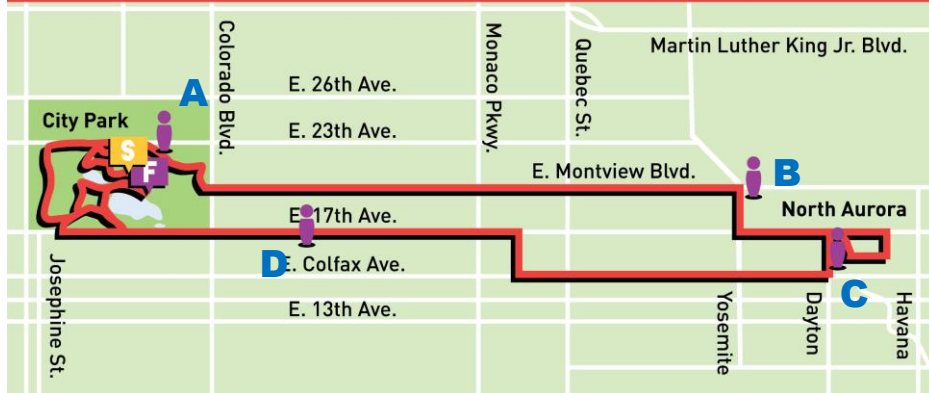 Martin Luther King Jr. Blvd.
Colorado Blvd.
Monaco Pkwy.
Quebec St.
E. 26th Ave.
A
City Park
E. 23rd Ave.
S
F
E. Montview Blvd.
B
E. 17th Ave.
North Aurora
D
E. Colfax Ave.
C
Josephine St.
E. 13th Ave.
Yosemite
Dayton
Havana